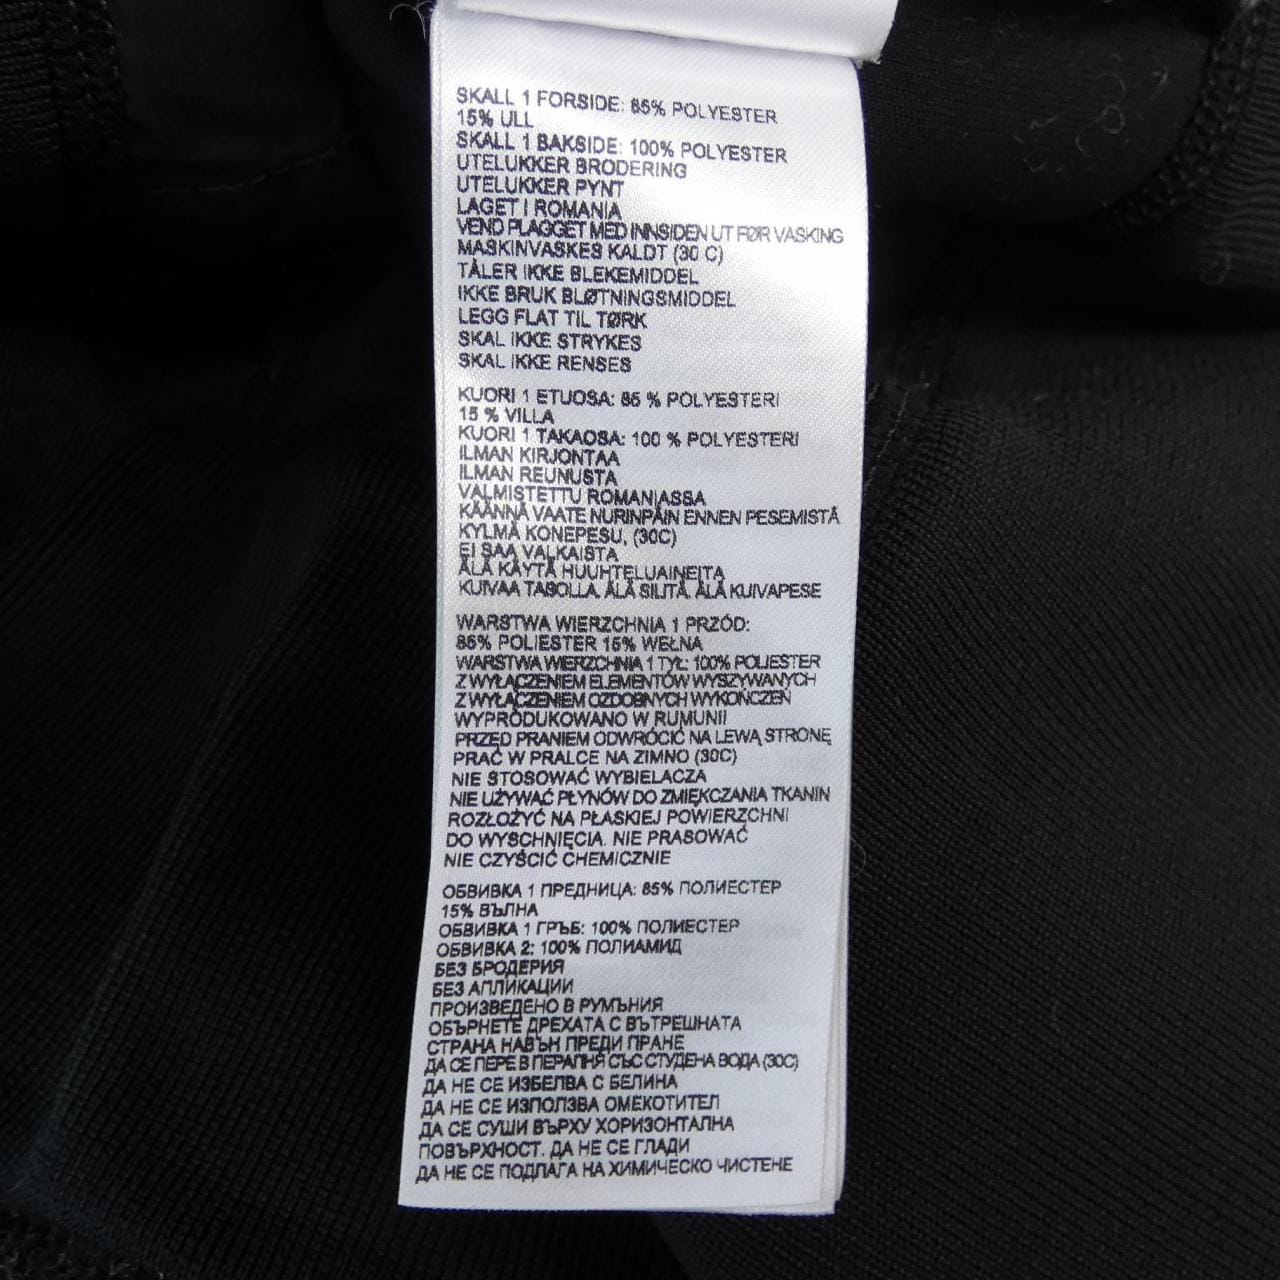 SKALL 1 FORSIDE: 85% POLYESTER
15% ULL
SKALL 1 BAKSIDE: 100% POLYESTER
UTELUKKER BRODERING
UTELUKKER PYNT
LAGET I ROMANIA
VEND PLAGGET MED INNSIDEN UT FØR VASKING
MASKINVASKES KALDT (30 C)
TÅLER IKKE BLEKEMIDDEL
IKKE BRUK BLØTNINGSMIDDEL
LEGG FLAT TIL TØRK
SKAL IKKE STRYKES
SKAL IKKE RENSES
KUORI 1 ETUOSA: 85 % POLYESTERI
15 % VILLA
KUORI 1 TAKAOSA: 100 % POLYESTERI
ILMAN KIRJONTAA
ILMAN REUNUSTA
VALMISTETTU ROMANIASSA
KÄÄNNÄ VAATE NURINPÄIN ENNEN PESEMISTÄ
KYLMÄ KONEPESU, (30C)
EI SAA VALKAISTA
ÄLÄ KÄYTÄ HUUHTELUAINEITA
KUIVAA TASOLLA. ÄLÄ SILITÄ. ÄLÄ KUIVAPESE
WARSTWA WIERZCHNIA 1 PRZÓD:
85% POLIESTER 15% WEŁNA
WARSTWA WIERZCHNIA 1 TYŁ: 100% POLIESTER
Z WYŁĄCZENIEM ELEMENTÓW WYSZYWANYCH
Z WYŁĄCZENIEM OZDOBNYCH WYKOŃCZEŃ
WYPRODUKOWANO W RUMUNII
PRZED PRANIEM ODWRÓCIĆ NA LEWĄ STRONĘ
PRAĆ W PRALCE NA ZIMNO (30C)
NIE STOSOWAĆ WYBIELACZA
NIE UŻYWAĆ PŁYNÓW DO ZMIĘKCZANIA TKANIN
ROZŁOŻYĆ NA PŁASKIEJ POWIERZCHNI
DO WYSCHNIĘCIA. NIE PRASOWAĆ
NIE CZYŚCIĆ CHEMICZNIE
ОБВИВКА 1 ПРЕДНИЦА: 85% ПОЛИЕСТЕР
15% ВЪЛНА
ОБВИВКА 1 ГРЪБ: 100% ПОЛИЕСТЕР
ОБВИВКА 2: 100% ПОЛИАМИД
БЕЗ БРОДЕРИЯ
БЕЗ АПЛИКАЦИИ
ПРОИЗВЕДЕНО В РУМЪНИЯ
ОБЪРНЕТЕ ДРЕХАТА С ВЪТРЕШНАТА
СТРАНА НАВЪН ПРЕДИ ПРАНЕ
ДА СЕ ПЕРЕ В ПЕРАЛНЯ СЪС СТУДЕНА ВОДА (30C)
ДА НЕ СЕ ИЗБЕЛВА С БЕЛИНА
ДА НЕ СЕ ИЗПОЛЗВА ОМЕКОТИТЕЛ
ДА СЕ СУШИ ВЪРХУ ХОРИЗОНТАЛНА
ПОВЪРХНОСТ. ДА НЕ СЕ ГЛАДИ
ДА НЕ СЕ ПОДЛАГА НА ХИМИЧЕСКО ЧИСТЕНЕ